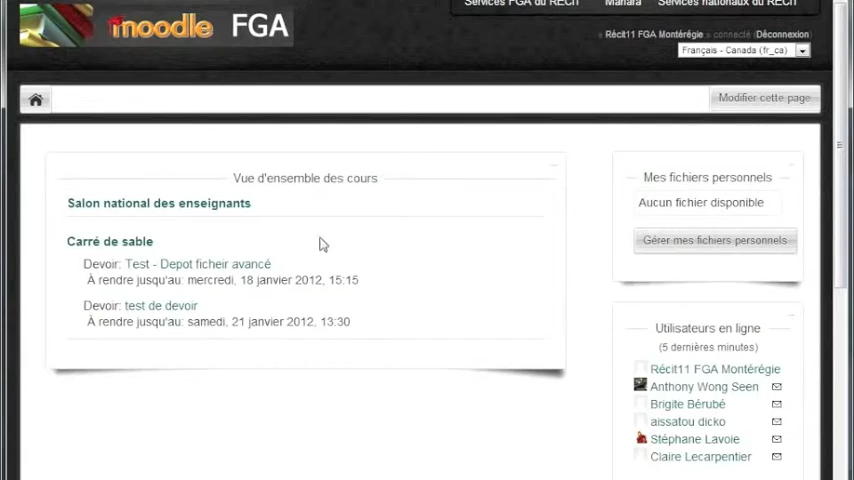 Services FGA du RÉCIT Mahara Services nationaux du RÉCIT
moodle FGA
Récit11 FGA Montérégie connecté (Déconnexion)
Français - Canada (fr_ca)
Modifier cette page
Vue d'ensemble des cours
Salon national des enseignants
Carré de sable
Devoir: Test - Depot ficheir avancé
À rendre jusqu'au: mercredi, 18 janvier 2012, 15:15
Devoir: test de devoir
À rendre jusqu'au: samedi, 21 janvier 2012, 13:30
Mes fichiers personnels
Aucun fichier disponible
Gérer mes fichiers personnels
Utilisateurs en ligne
(5 dernières minutes)
Récit11 FGA Montérégie
Anthony Wong Seen
Brigite Bérubé
aissatou dicko
Stéphane Lavoie
Claire Lecarpentier